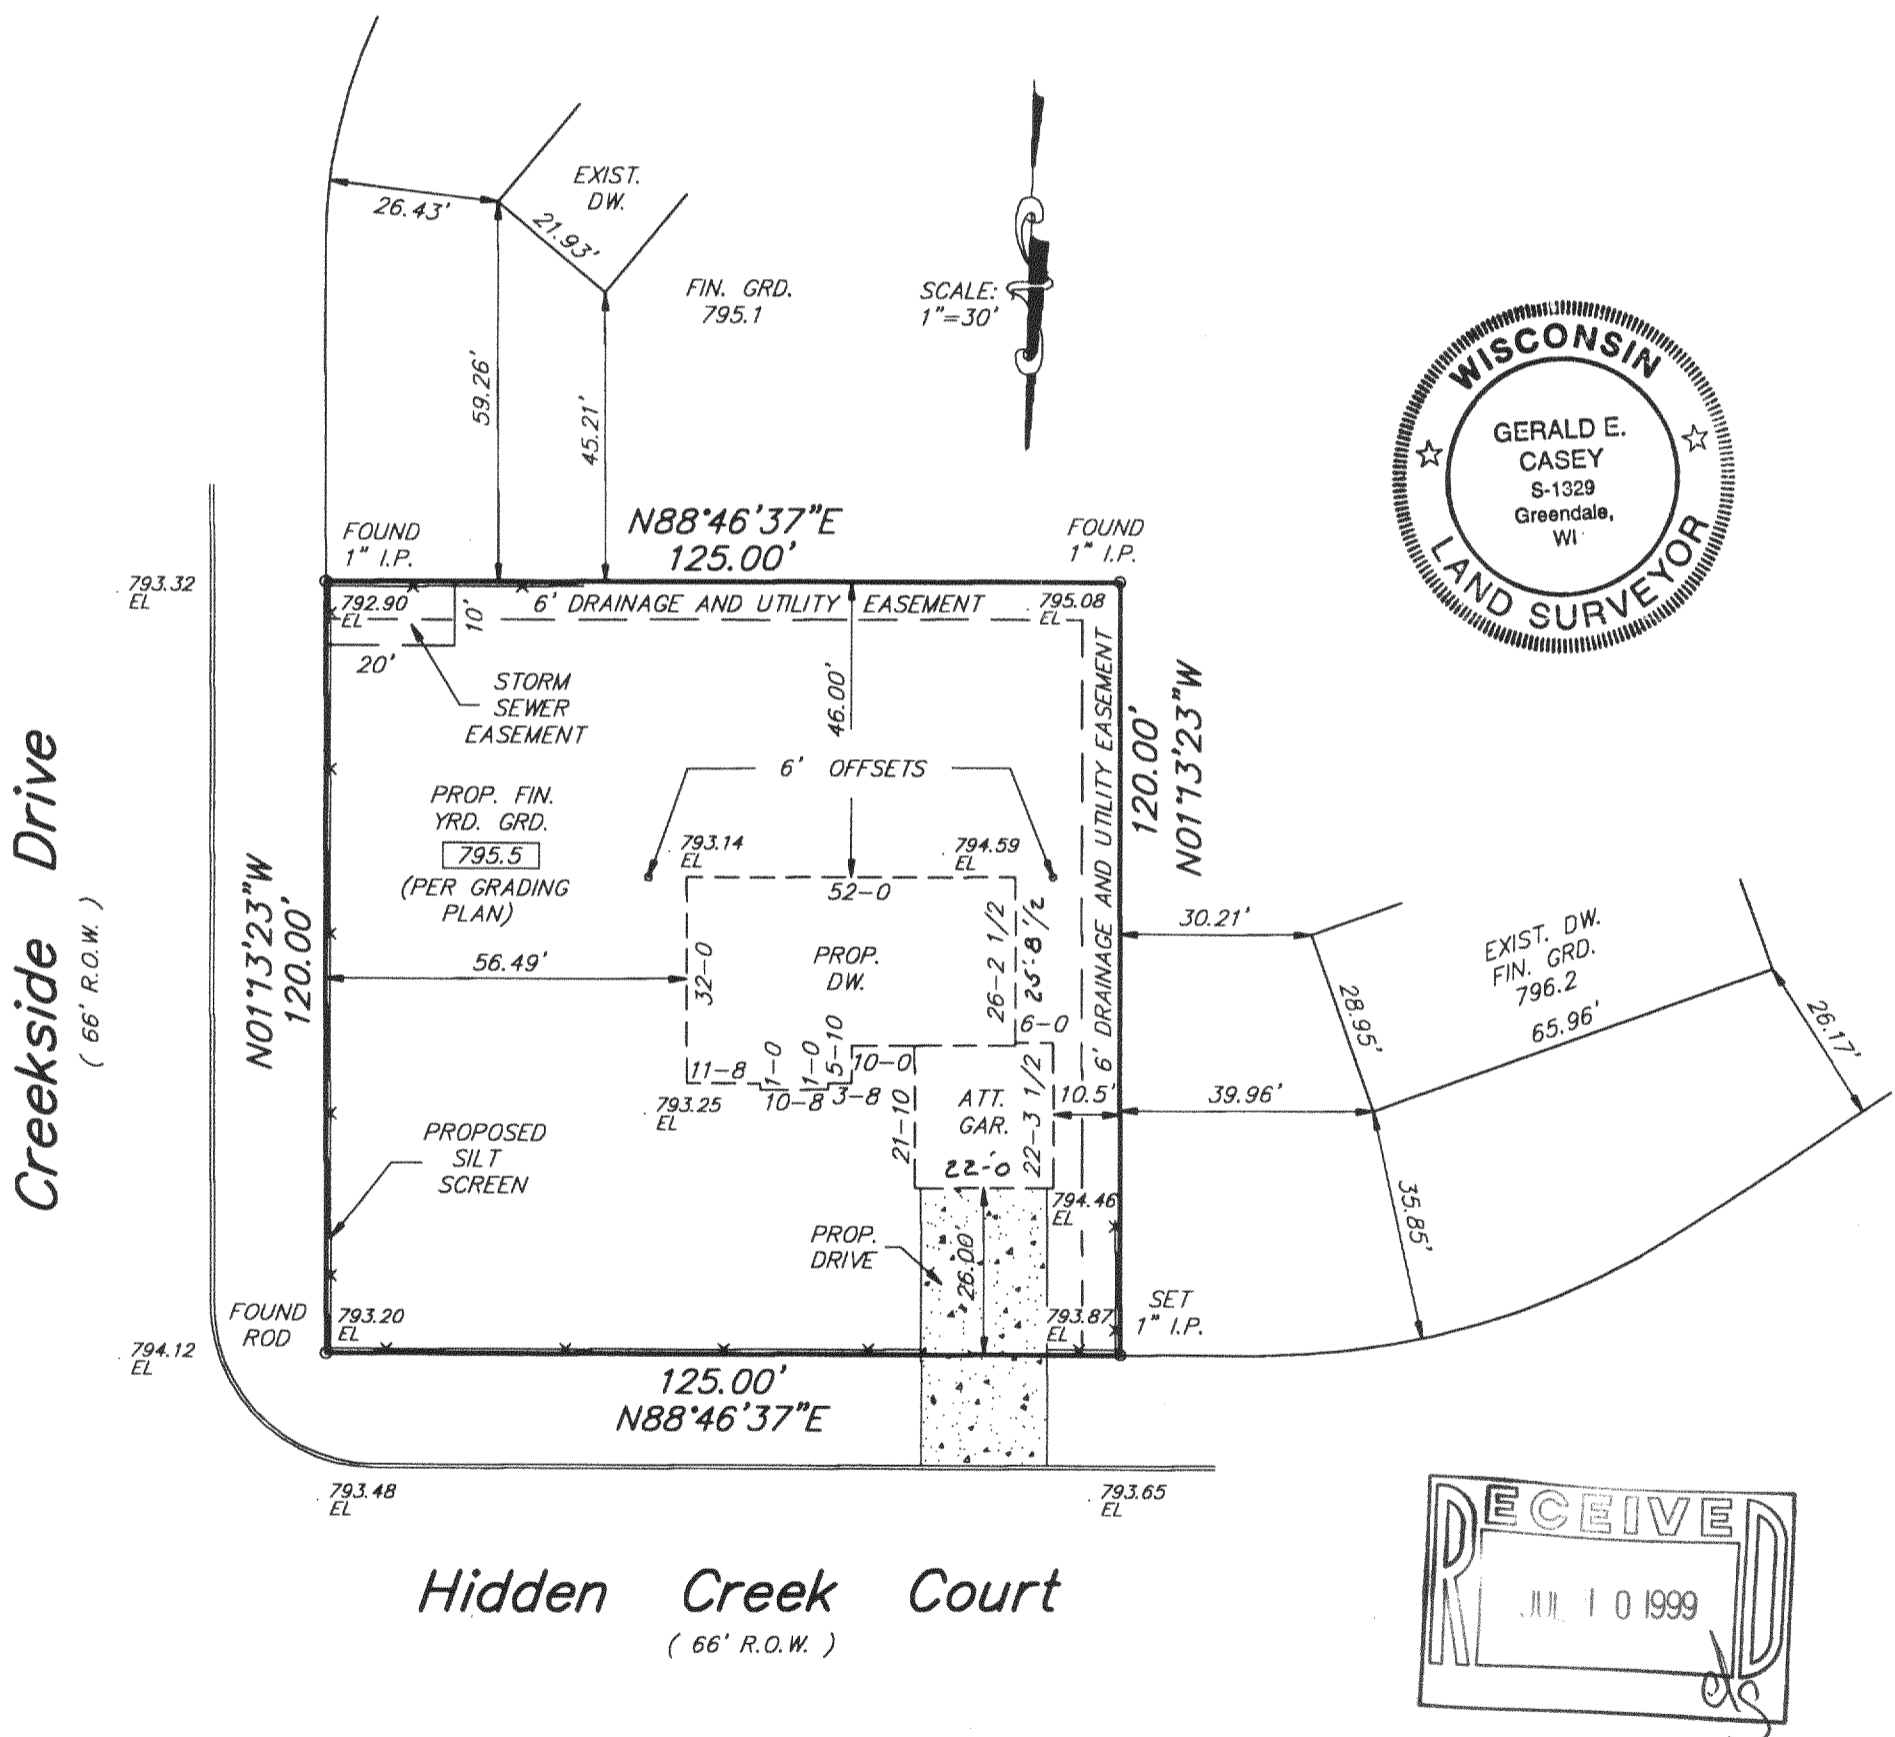 EXIST.
DW.
26.43'
21.93'
FIN. GRD.
795.1
SCALE:
1"=30'
59.26'
45.21'
WISCONSIN
GERALD E.
CASEY
S-1329
Greendale,
WI
LAND SURVEYOR
N88°46'37"E
125.00'
FOUND
1" I.P.
FOUND
1" I.P.
793.32
EL
792.90
EL
10'
6' DRAINAGE AND UTILITY EASEMENT
795.08
EL
20'
STORM
SEWER
EASEMENT
46.00'
6' DRAINAGE AND UTILITY EASEMENT
120.00'
N01°13'23"W
6' OFFSETS
PROP. FIN.
YRD. GRD.
795.5
(PER GRADING
PLAN)
793.14
EL
794.59
EL
52-0
Creekside Drive
( 66' R.O.W. )
N01°13'23"W
120.00'
56.49'
32-0
PROP.
DW.
26-2 1/2
25'-8 1/2
6-0
30.21'
EXIST. DW.
FIN. GRD.
796.2
28.95'
65.96'
26.17'
11-8
1-0
1-0
5-10
10-0
793.25
EL
10-8
3-8
21-10
ATT.
GAR.
22-3 1/2
10.5'
39.96'
22'-0
PROPOSED
SILT
SCREEN
794.46
EL
35.85'
PROP.
DRIVE
26.00'
FOUND
ROD
793.20
EL
793.87
EL
SET
1" I.P.
794.12
EL
125.00'
N88°46'37"E
793.48
EL
793.65
EL
Hidden Creek Court
( 66' R.O.W. )
RECEIVED
JUL 10 1999